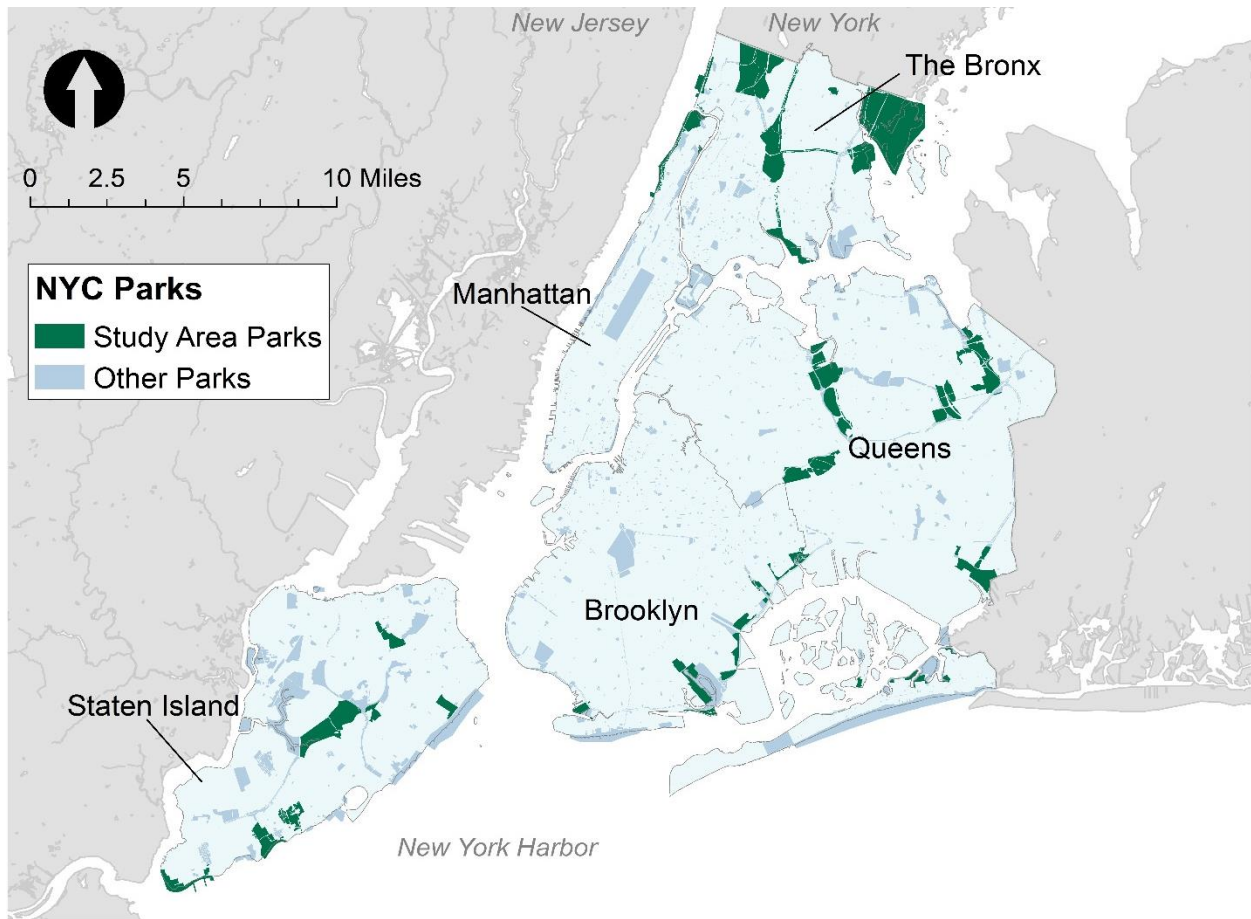 New Jersey
New York
The Bronx
0 2.5 5 10 Miles
NYC Parks
Study Area Parks
Other Parks
Manhattan
Queens
Brooklyn
Staten Island
New York Harbor